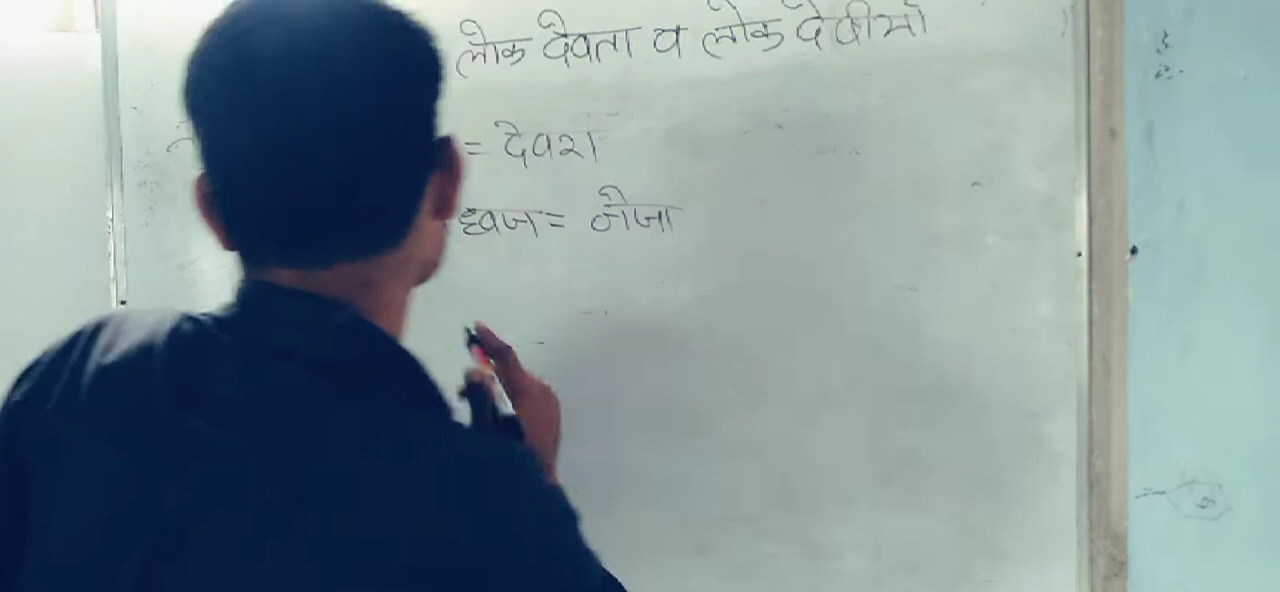 लोक देवता व लोक देवीयाँ
= देवरा
ध्वज = नेजा